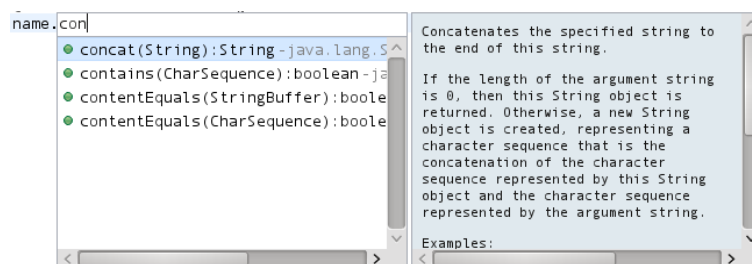 name.con
concat(String):String - java.lang.S
contains(CharSequence):boolean - ja
contentEquals(StringBuffer):boole
contentEquals(CharSequence):boole
Concatenates the specified string to
the end of this string.
If the length of the argument string
is 0, then this String object is
returned. Otherwise, a new String
object is created, representing a
character sequence that is the
concatenation of the character
sequence represented by this String
object and the character sequence
represented by the argument string.
Examples: